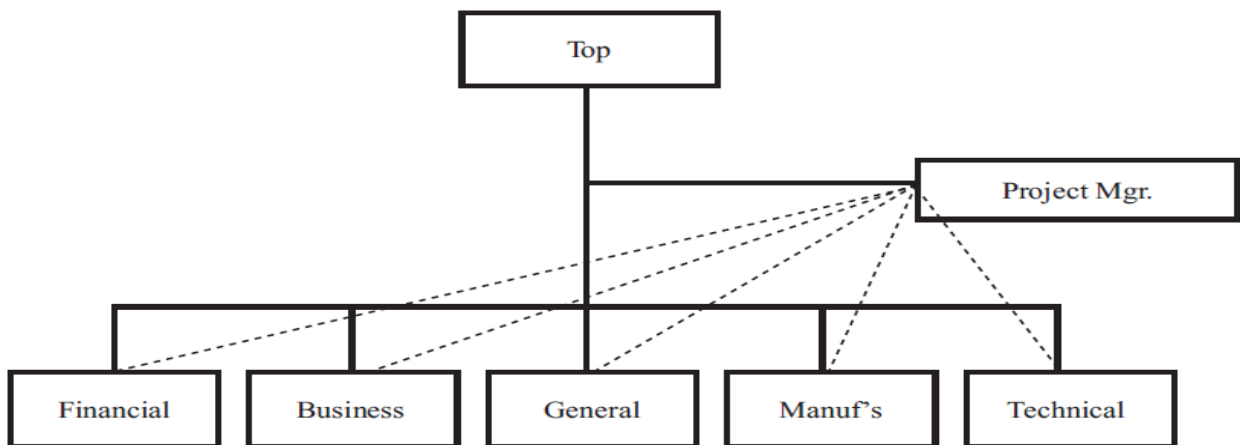 Top
Project Mgr.
Financial
Business
General
Manuf's
Technical